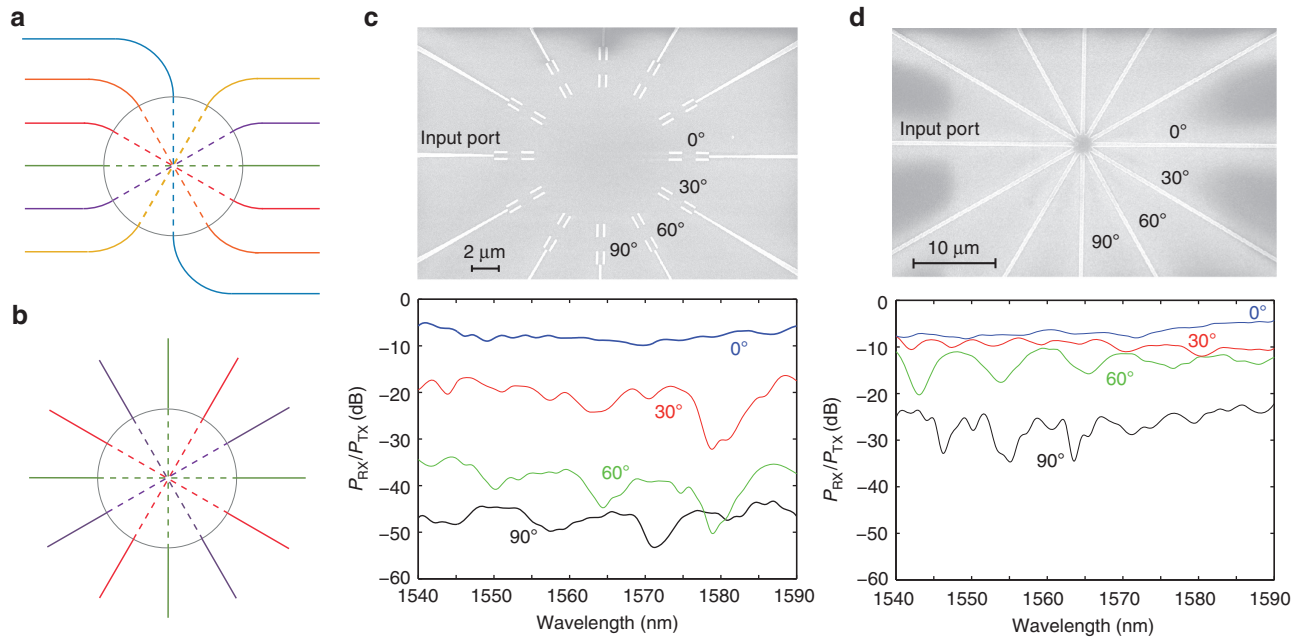 a
b
c
Input port
0°
30°
60°
90°
2 μm
0
−10
−20
−30
−40
−50
−60
P_RX/P_TX (dB)
0°
30°
60°
90°
1540 1550 1560 1570 1580 1590
Wavelength (nm)
d
Input port
0°
30°
60°
90°
10 μm
0
−10
−20
−30
−40
−50
−60
P_RX/P_TX (dB)
0°
30°
60°
90°
1540 1550 1560 1570 1580 1590
Wavelength (nm)